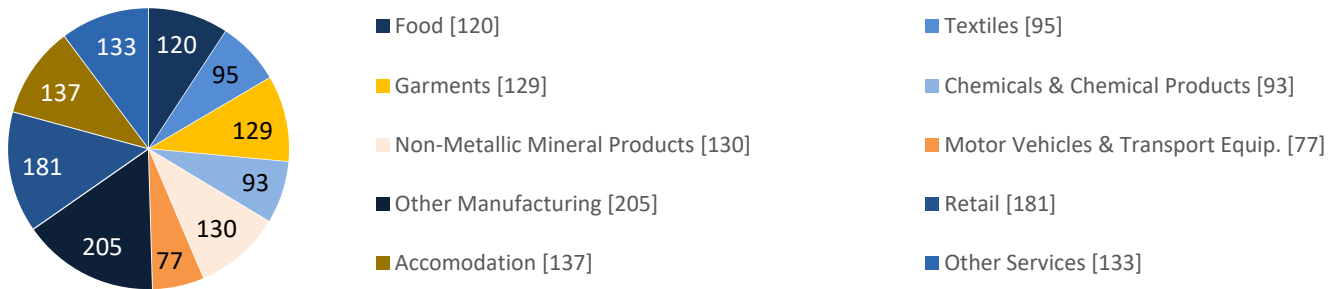 133
120
95
137
129
181
93
130
205
77
Food [120]
Textiles [95]
Garments [129]
Chemicals & Chemical Products [93]
Non-Metallic Mineral Products [130]
Motor Vehicles & Transport Equip. [77]
Other Manufacturing [205]
Retail [181]
Accomodation [137]
Other Services [133]